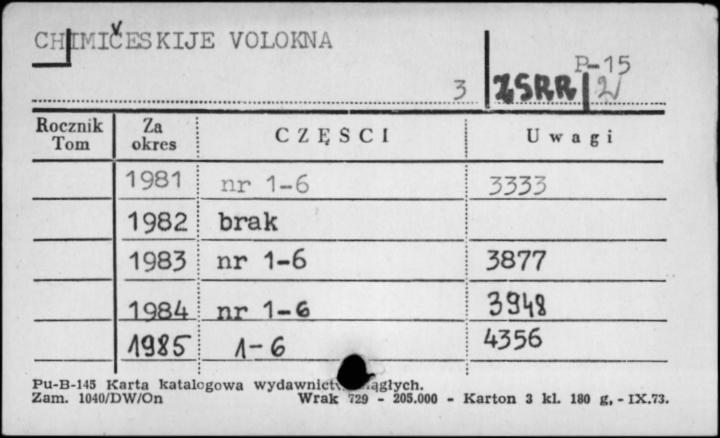 CHIMIČESKIJE VOLOKNA
P-15
3 ZSRR 2
Rocznik Tom Za okres CZĘŚCI Uwagi
1981 nr 1-6 3333
1982 brak
1983 nr 1-6 3877
1984 nr 1-6 3948
1985 1-6 4356
Pu-B-145 Karta katalogowa wydawnictw ciągłych.
Zam. 1040/DW/On Wrak 729 - 205.000 - Karton 3 kl. 180 g, - IX.73.